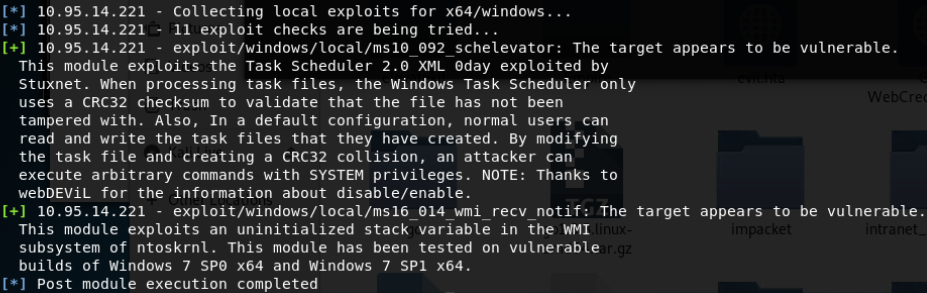 [*] 10.95.14.221 - Collecting local exploits for x64/windows...
[*] 10.95.14.221 - 11 exploit checks are being tried...
[+] 10.95.14.221 - exploit/windows/local/ms10_092_schelevator: The target appears to be vulnerable.
This module exploits the Task Scheduler 2.0 XML 0day exploited by
Stuxnet. When processing task files, the Windows Task Scheduler only
uses a CRC32 checksum to validate that the file has not been
tampered with. Also, In a default configuration, normal users can
read and write the task files that they have created. By modifying
the task file and creating a CRC32 collision, an attacker can
execute arbitrary commands with SYSTEM privileges. NOTE: Thanks to
webDEViL for the information about disable/enable.
[+] 10.95.14.221 - exploit/windows/local/ms16_014_wmi_recv_notif: The target appears to be vulnerable.
This module exploits an uninitialized stack variable in the WMI
subsystem of ntoskrnl. This module has been tested on vulnerable
builds of Windows 7 SP0 x64 and Windows 7 SP1 x64.
[*] Post module execution completed
evil.hta
WebCre
TGZ
impacket
intranet_